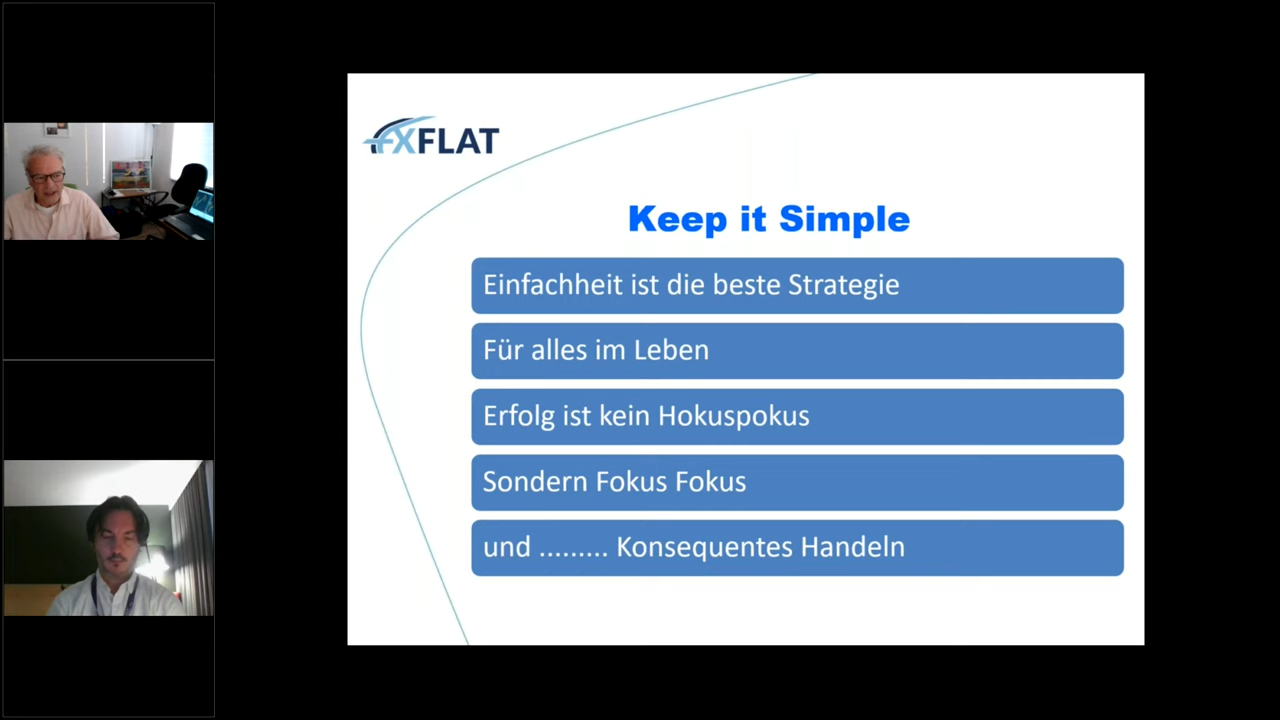 FXFLAT
Keep it Simple
Einfachheit ist die beste Strategie
Für alles im Leben
Erfolg ist kein Hokuspokus
Sondern Fokus Fokus
und ......... Konsequentes Handeln